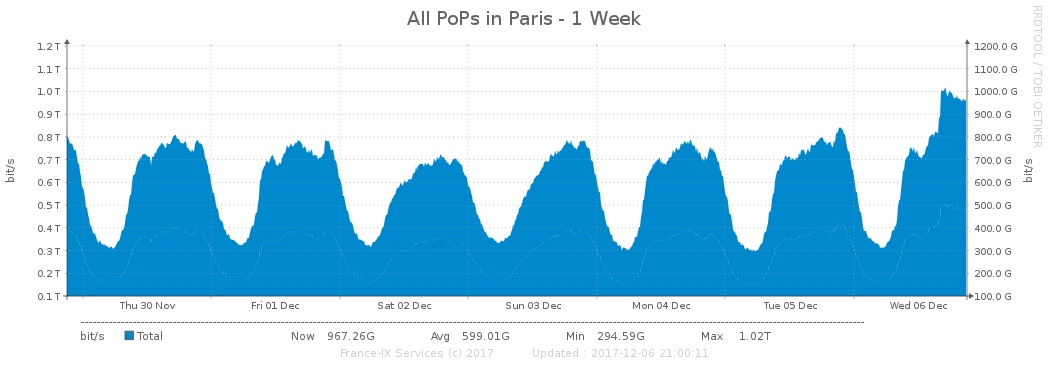 All PoPs in Paris - 1 Week
RRDTOOL / TOBI OETIKER
bit/s
1.2 T 1200.0 G
1.1 T 1100.0 G
1.0 T 1000.0 G
0.9 T 900.0 G
0.8 T 800.0 G
0.7 T 700.0 G
0.6 T 600.0 G
0.5 T 500.0 G
0.4 T 400.0 G
0.3 T 300.0 G
0.2 T 200.0 G
0.1 T 100.0 G
bit/s
Thu 30 Nov Fri 01 Dec Sat 02 Dec Sun 03 Dec Mon 04 Dec Tue 05 Dec Wed 06 Dec
bit/s Total Now 967.26G Avg 599.01G Min 294.59G Max 1.02T
France-IX Services (c) 2017 Updated : 2017-12-06 21:00:11